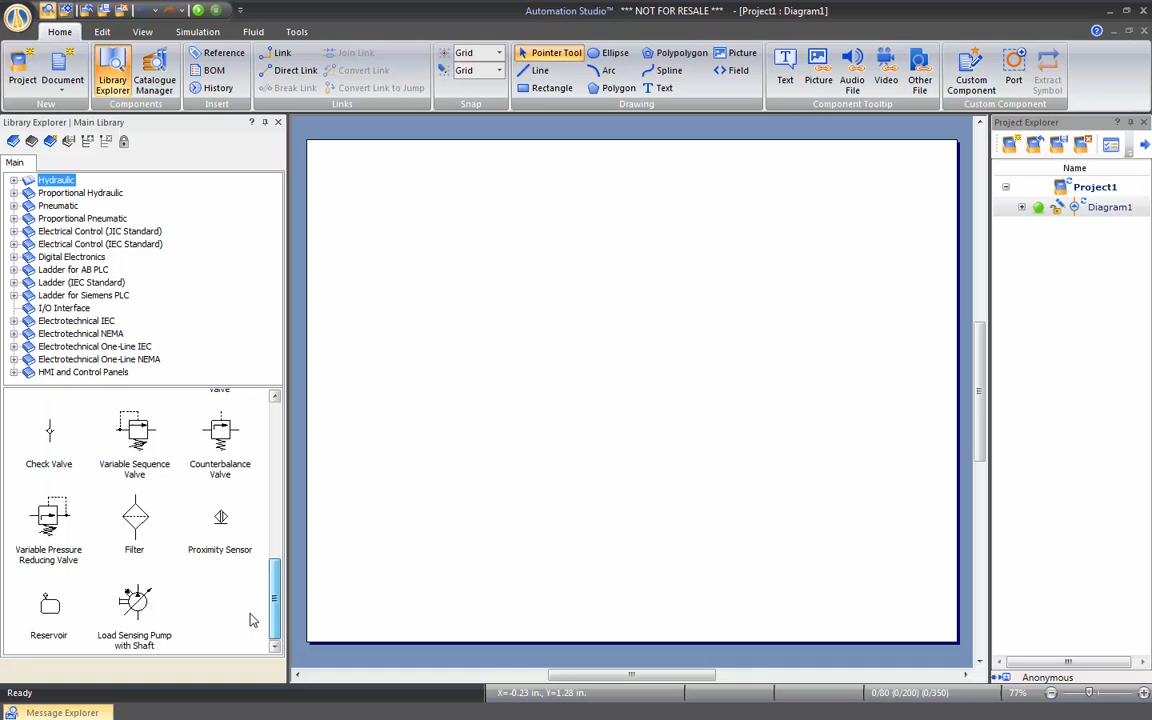 Automation Studio™ *** NOT FOR RESALE *** - [Project1 : Diagram1]
Home Edit View Simulation Fluid Tools
Project
Document
New
Library Explorer
Catalogue Manager
Components
Reference
BOM
History
Insert
Link
Direct Link
Break Link
Join Link
Convert Link
Convert Link to Jump
Links
Grid
Grid
Snap
Pointer Tool
Line
Rectangle
Ellipse
Arc
Polygon
Polypolygon
Spline
Text
Picture
Field
Drawing
Text
Picture
Audio File
Video
Other File
Component Tooltip
Custom Component
Port
Extract Symbol
Custom Component
Library Explorer | Main Library
Main
Hydraulic
Proportional Hydraulic
Pneumatic
Proportional Pneumatic
Electrical Control (JIC Standard)
Electrical Control (IEC Standard)
Digital Electronics
Ladder for AB PLC
Ladder (IEC Standard)
Ladder for Siemens PLC
I/O Interface
Electrotechnical IEC
Electrotechnical NEMA
Electrotechnical One-Line IEC
Electrotechnical One-Line NEMA
HMI and Control Panels
Valve
Check Valve
Variable Sequence
Valve
Counterbalance
Valve
Variable Pressure
Reducing Valve
Filter
Proximity Sensor
Reservoir
Load Sensing Pump
with Shaft
Project Explorer
Name
Project1
Diagram1
Anonymous
Ready
X=-0.23 in., Y=1.28 in.
0/80 (0/200) (0/350)
77%
Message Explorer